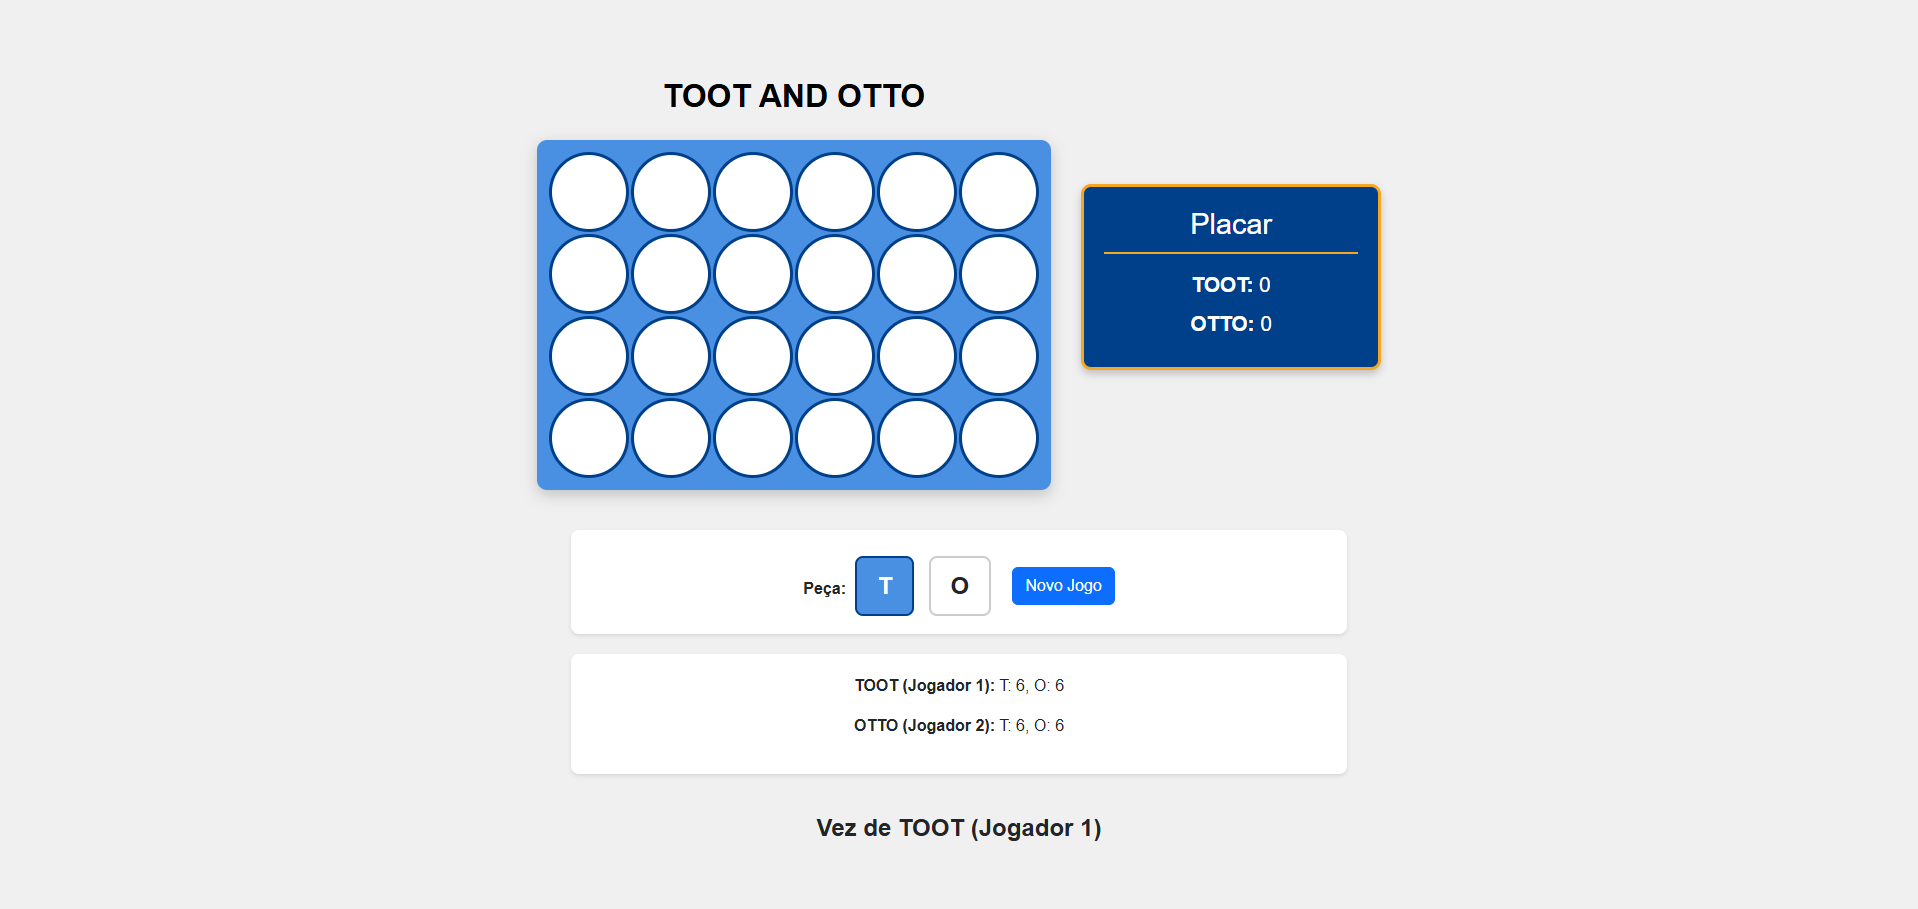 TOOT AND OTTO
Placar
TOOT: 0
OTTO: 0
Peça: T O Novo Jogo
TOOT (Jogador 1): T: 6, O: 6
OTTO (Jogador 2): T: 6, O: 6
Vez de TOOT (Jogador 1)